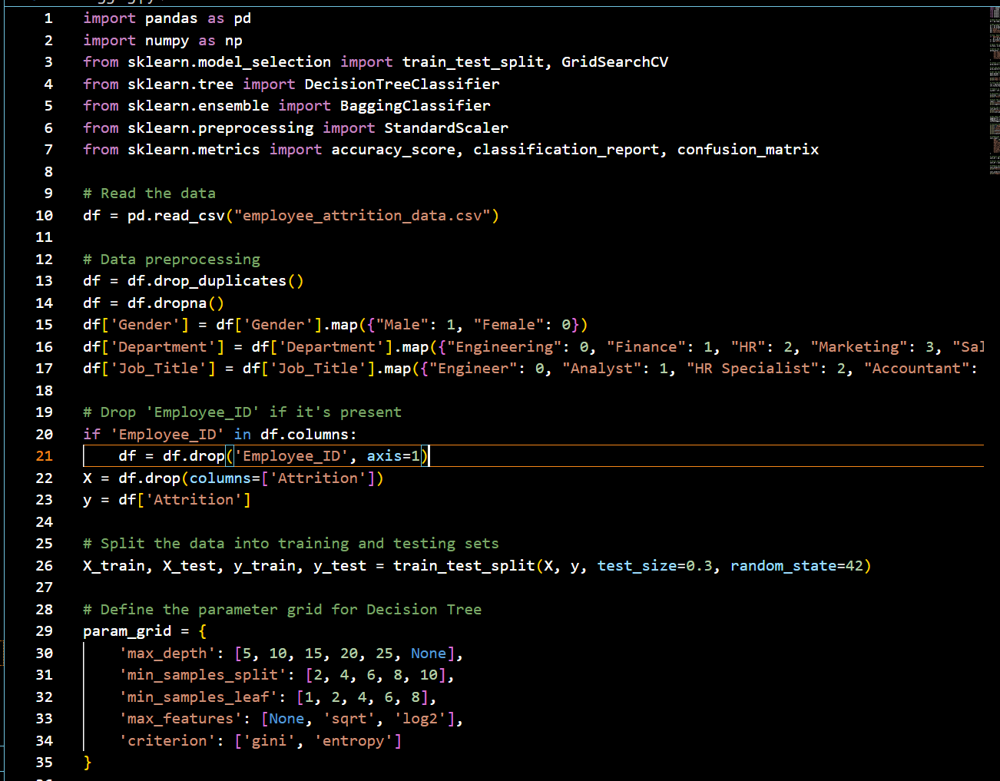 1 import pandas as pd
2 import numpy as np
3 from sklearn.model_selection import train_test_split, GridSearchCV
4 from sklearn.tree import DecisionTreeClassifier
5 from sklearn.ensemble import BaggingClassifier
6 from sklearn.preprocessing import StandardScaler
7 from sklearn.metrics import accuracy_score, classification_report, confusion_matrix
8
9 # Read the data
10 df = pd.read_csv("employee_attrition_data.csv")
11
12 # Data preprocessing
13 df = df.drop_duplicates()
14 df = df.dropna()
15 df['Gender'] = df['Gender'].map({"Male": 1, "Female": 0})
16 df['Department'] = df['Department'].map({"Engineering": 0, "Finance": 1, "HR": 2, "Marketing": 3, "Sal
17 df['Job_Title'] = df['Job_Title'].map({"Engineer": 0, "Analyst": 1, "HR Specialist": 2, "Accountant":
18
19 # Drop 'Employee_ID' if it's present
20 if 'Employee_ID' in df.columns:
21     df = df.drop('Employee_ID', axis=1)
22 X = df.drop(columns=['Attrition'])
23 y = df['Attrition']
24
25 # Split the data into training and testing sets
26 X_train, X_test, y_train, y_test = train_test_split(X, y, test_size=0.3, random_state=42)
27
28 # Define the parameter grid for Decision Tree
29 param_grid = {
30     'max_depth': [5, 10, 15, 20, 25, None],
31     'min_samples_split': [2, 4, 6, 8, 10],
32     'min_samples_leaf': [1, 2, 4, 6, 8],
33     'max_features': [None, 'sqrt', 'log2'],
34     'criterion': ['gini', 'entropy']
35 }